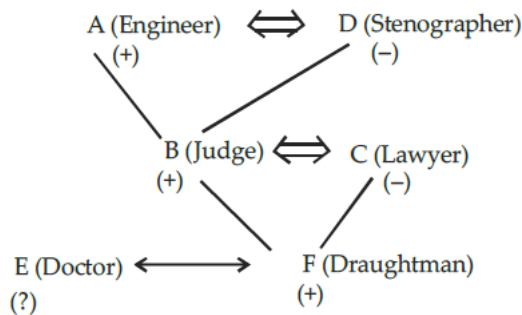 A (Engineer) D (Stenographer)
(+) (–)
B (Judge) C (Lawyer)
(+) (–)
E (Doctor) F (Draughtman)
(?) (+)